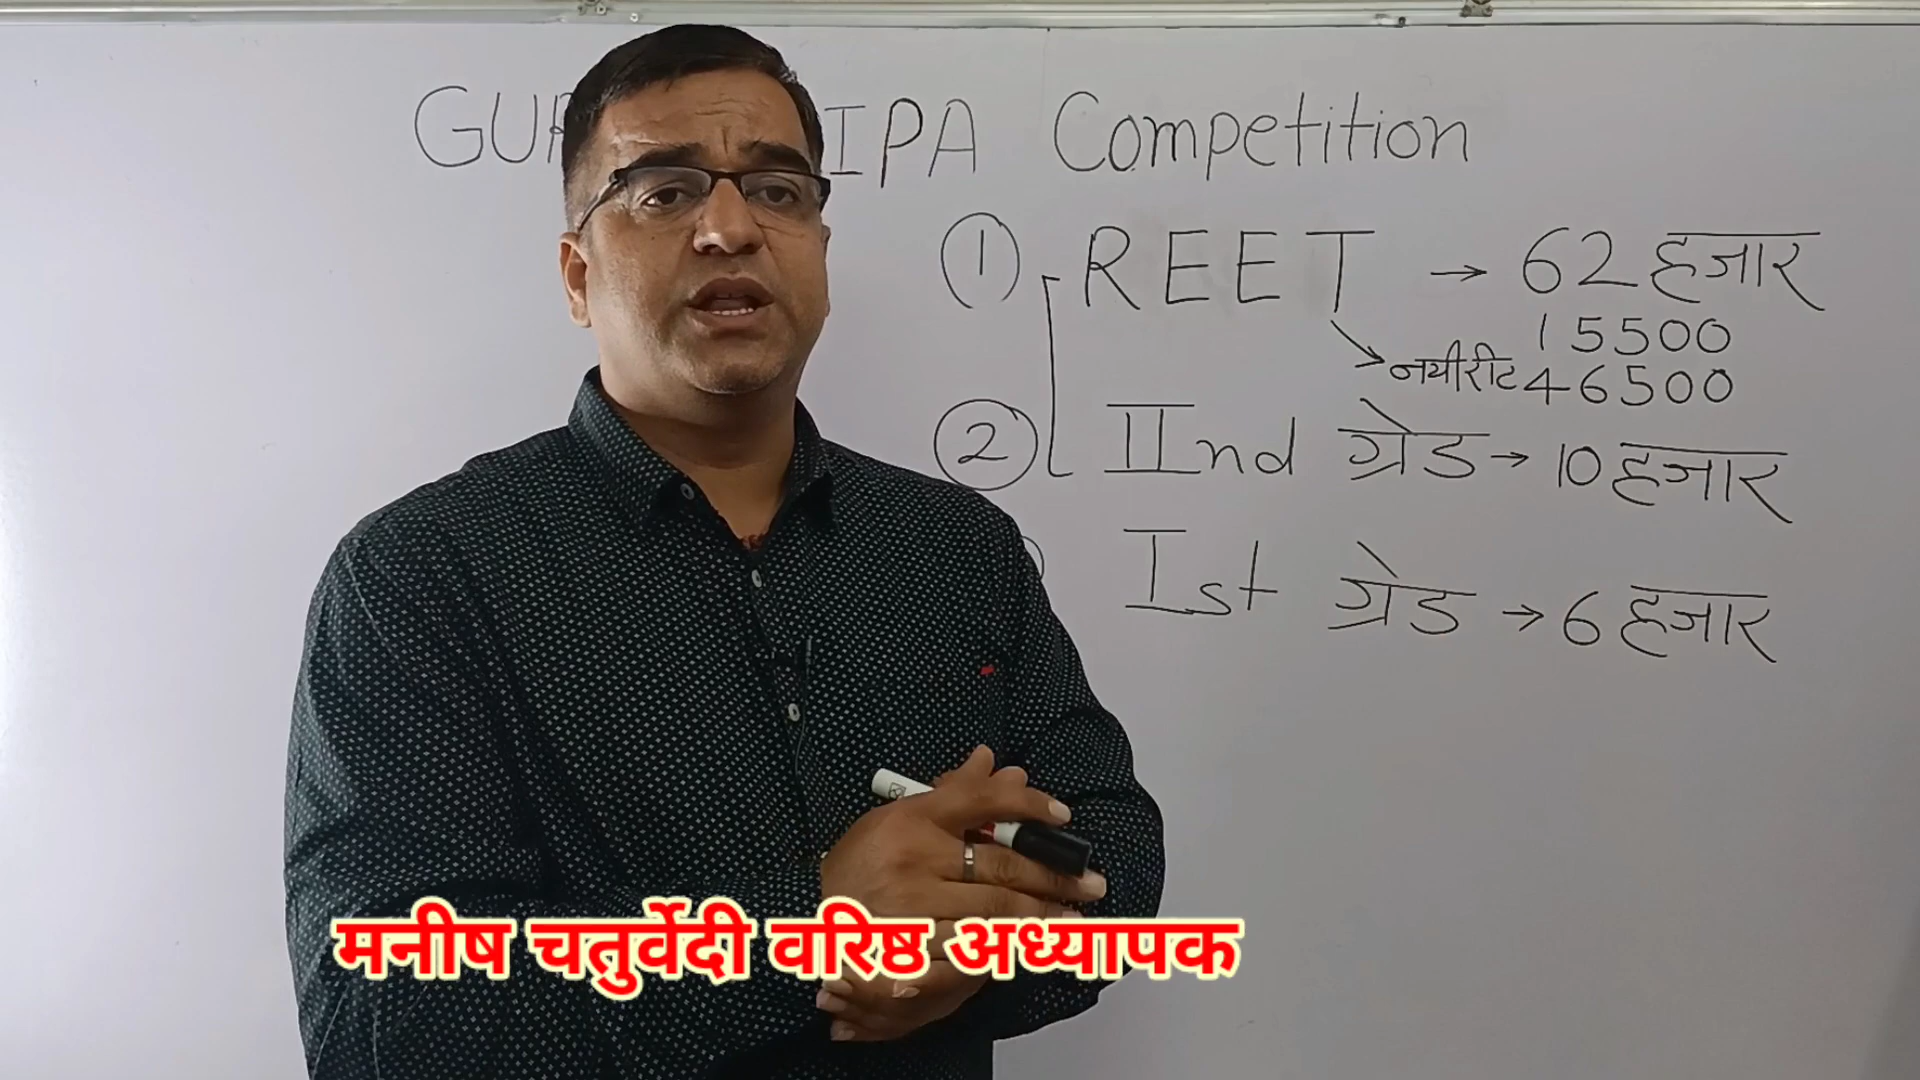 IPA Competition
① REET → 62 हजार
15500
→ नयी रीट 46500
② IInd ग्रेड → 10 हजार
Ist ग्रेड → 6 हजार
मनीष चतुर्वेदी वरिष्ठ अध्यापक